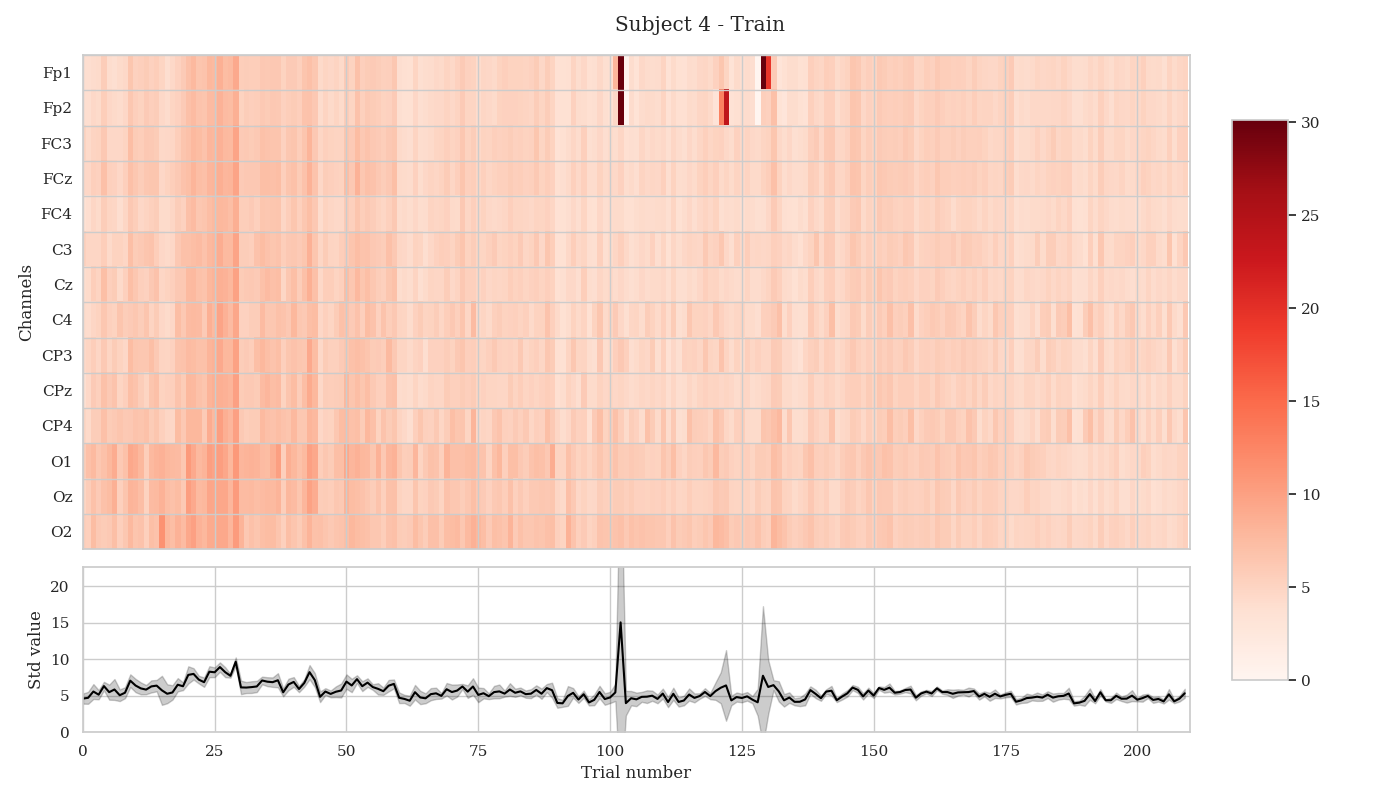 Subject 4 - Train
Channels
Fp1
Fp2
FC3
FCz
FC4
C3
Cz
C4
CP3
CPz
CP4
O1
Oz
O2
30
25
20
15
10
5
0
Std value
20
15
10
5
0
0 25 50 75 100 125 150 175 200
Trial number